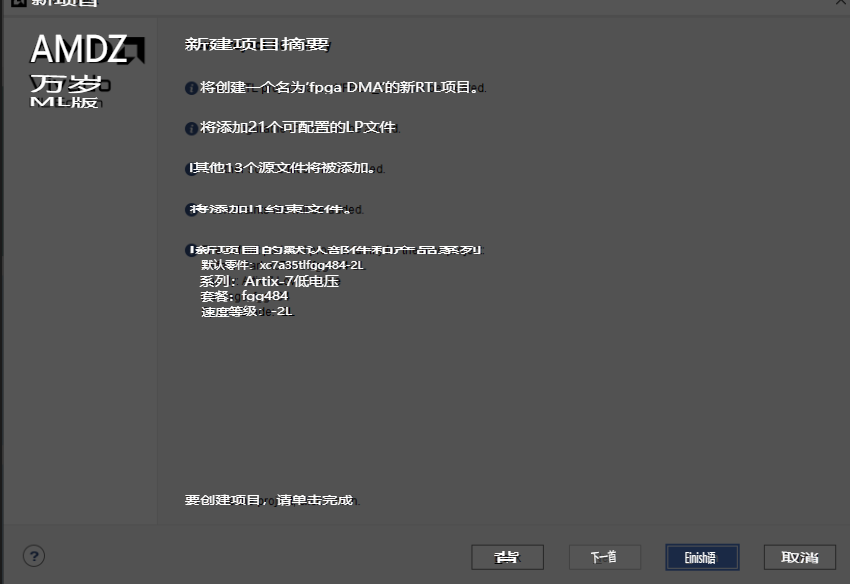 新项目
AMDZ
万岁
ML版
新建项目摘要
将创建一个名为'fpga DMA'的新RTL项目。
将添加21个可配置的LP文件
I其他13个源文件将被添加。
将添加I1约束文件。
I新项目的默认部件和产品系列
默认零件: xc7a35tlfgg484-2L
系列: Artix-7低电压
套餐: fgg484
速度等级: -2L
要创建项目, 请单击完成
?
背
下一首
Einish语
取消